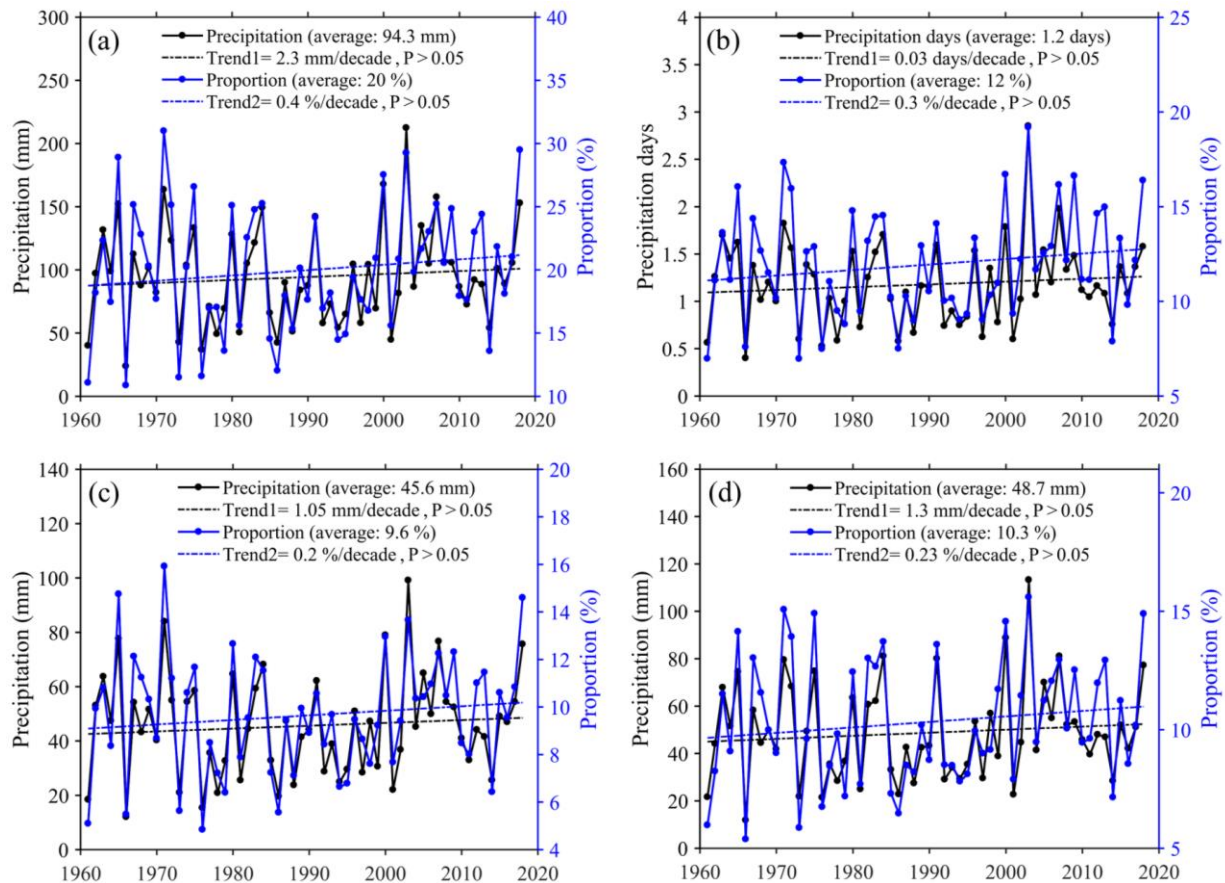 (a)
Precipitation (average: 94.3 mm)
Trend1= 2.3 mm/decade , P > 0.05
Proportion (average: 20 %)
Trend2= 0.4 %/decade , P > 0.05
300
250
200
150
100
50
0
Precipitation (mm)
40
35
30
25
20
15
10
Proportion (%)
1960 1970 1980 1990 2000 2010 2020
(b)
Precipitation days (average: 1.2 days)
Trend1= 0.03 days/decade , P > 0.05
Proportion (average: 12 %)
Trend2= 0.3 %/decade , P > 0.05
4
3.5
3
2.5
2
1.5
1
0.5
0
Precipitation days
25
20
15
10
5
Proportion (%)
1960 1970 1980 1990 2000 2010 2020
(c)
Precipitation (average: 45.6 mm)
Trend1= 1.05 mm/decade , P > 0.05
Proportion (average: 9.6 %)
Trend2= 0.2 %/decade , P > 0.05
140
120
100
80
60
40
20
0
Precipitation (mm)
20
18
16
14
12
10
8
6
4
Proportion (%)
1960 1970 1980 1990 2000 2010 2020
(d)
Precipitation (average: 48.7 mm)
Trend1= 1.3 mm/decade , P > 0.05
Proportion (average: 10.3 %)
Trend2= 0.23 %/decade , P > 0.05
160
140
120
100
80
60
40
20
0
Precipitation (mm)
20
15
10
5
Proportion (%)
1960 1970 1980 1990 2000 2010 2020